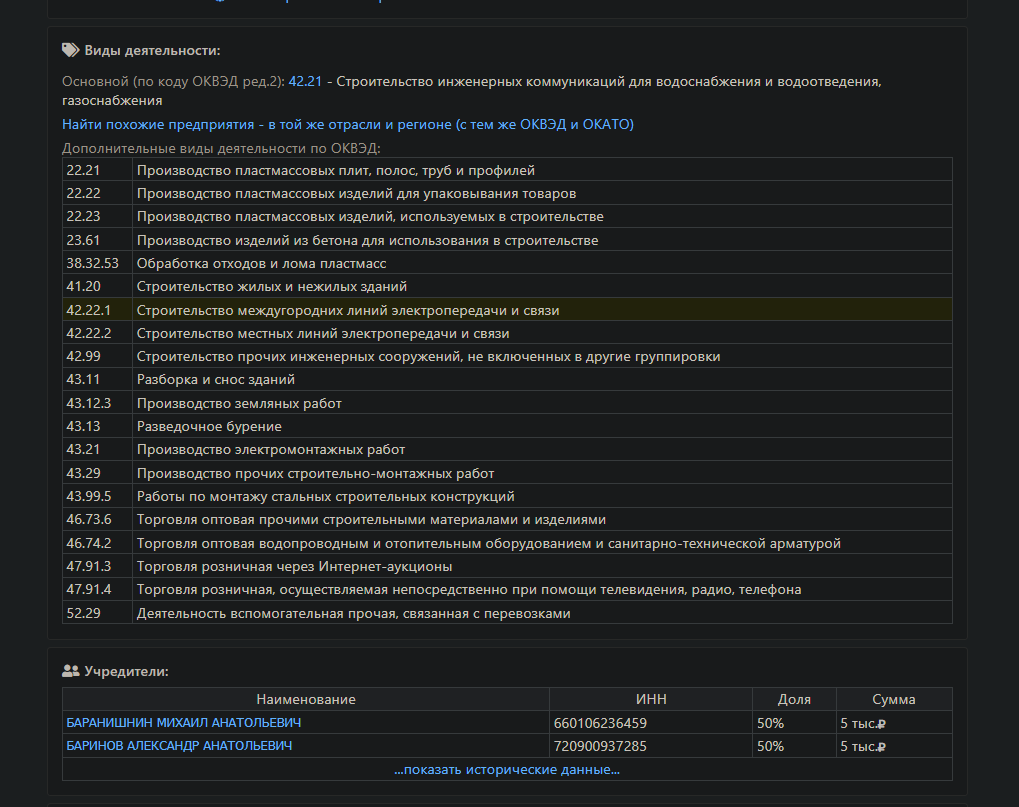 Виды деятельности:
Основной (по коду ОКВЭД ред.2): 42.21 - Строительство инженерных коммуникаций для водоснабжения и водоотведения,
газоснабжения
Найти похожие предприятия - в той же отрасли и регионе (с тем же ОКВЭД и ОКАТО)
Дополнительные виды деятельности по ОКВЭД:
22.21 Производство пластмассовых плит, полос, труб и профилей
22.22 Производство пластмассовых изделий для упаковывания товаров
22.23 Производство пластмассовых изделий, используемых в строительстве
23.61 Производство изделий из бетона для использования в строительстве
38.32.53 Обработка отходов и лома пластмасс
41.20 Строительство жилых и нежилых зданий
42.22.1 Строительство междугородних линий электропередачи и связи
42.22.2 Строительство местных линий электропередачи и связи
42.99 Строительство прочих инженерных сооружений, не включенных в другие группировки
43.11 Разборка и снос зданий
43.12.3 Производство земляных работ
43.13 Разведочное бурение
43.21 Производство электромонтажных работ
43.29 Производство прочих строительно-монтажных работ
43.99.5 Работы по монтажу стальных строительных конструкций
46.73.6 Торговля оптовая прочими строительными материалами и изделиями
46.74.2 Торговля оптовая водопроводным и отопительным оборудованием и санитарно-технической арматурой
47.91.3 Торговля розничная через Интернет-аукционы
47.91.4 Торговля розничная, осуществляемая непосредственно при помощи телевидения, радио, телефона
52.29 Деятельность вспомогательная прочая, связанная с перевозками
Учредители:
Наименование ИНН Доля Сумма
БАРАНИШНИН МИХАИЛ АНАТОЛЬЕВИЧ 660106236459 50% 5 тыс.₽
БАРИНОВ АЛЕКСАНДР АНАТОЛЬЕВИЧ 720900937285 50% 5 тыс.₽
...показать исторические данные...